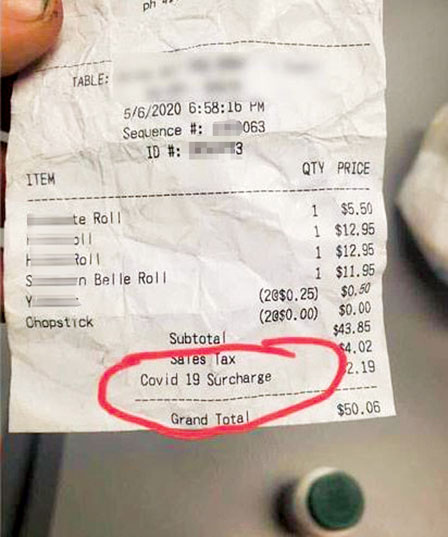 ph
TABLE:
5/6/2020 6:58:16 PM
Sequence #: 063
ID #: 3
ITEM QTY PRICE
te Roll 1 $5.50
oll 1 $12.95
Roll 1 $12.95
n Belle Roll 1 $11.95
(2@$0.25) $0.50
Chopstick (2@$0.00) $0.00
Subtotal $43.85
Sales Tax $4.02
Covid 19 Surcharge 2.19
Grand Total $50.06